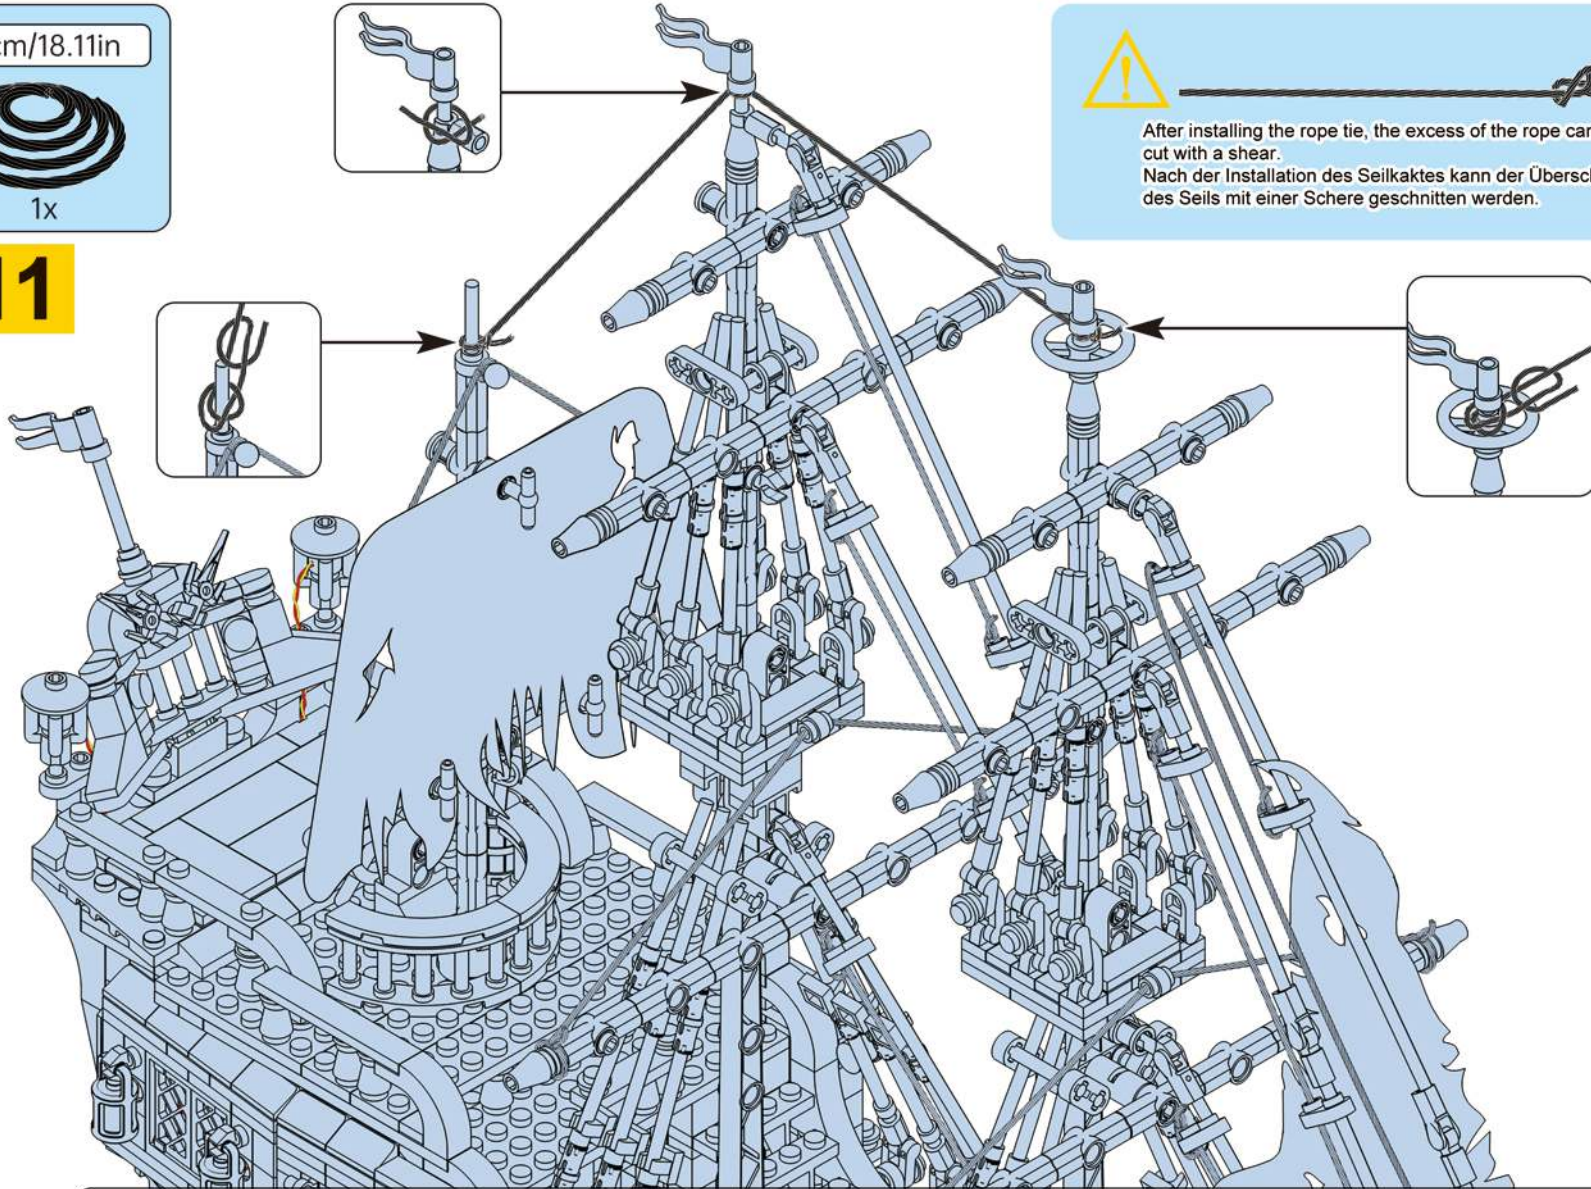 cm/18.11in
1x
11
After installing the rope tie, the excess of the rope can
cut with a shear.
Nach der Installation des Seilkaktes kann der Übersch
des Seils mit einer Schere geschnitten werden.